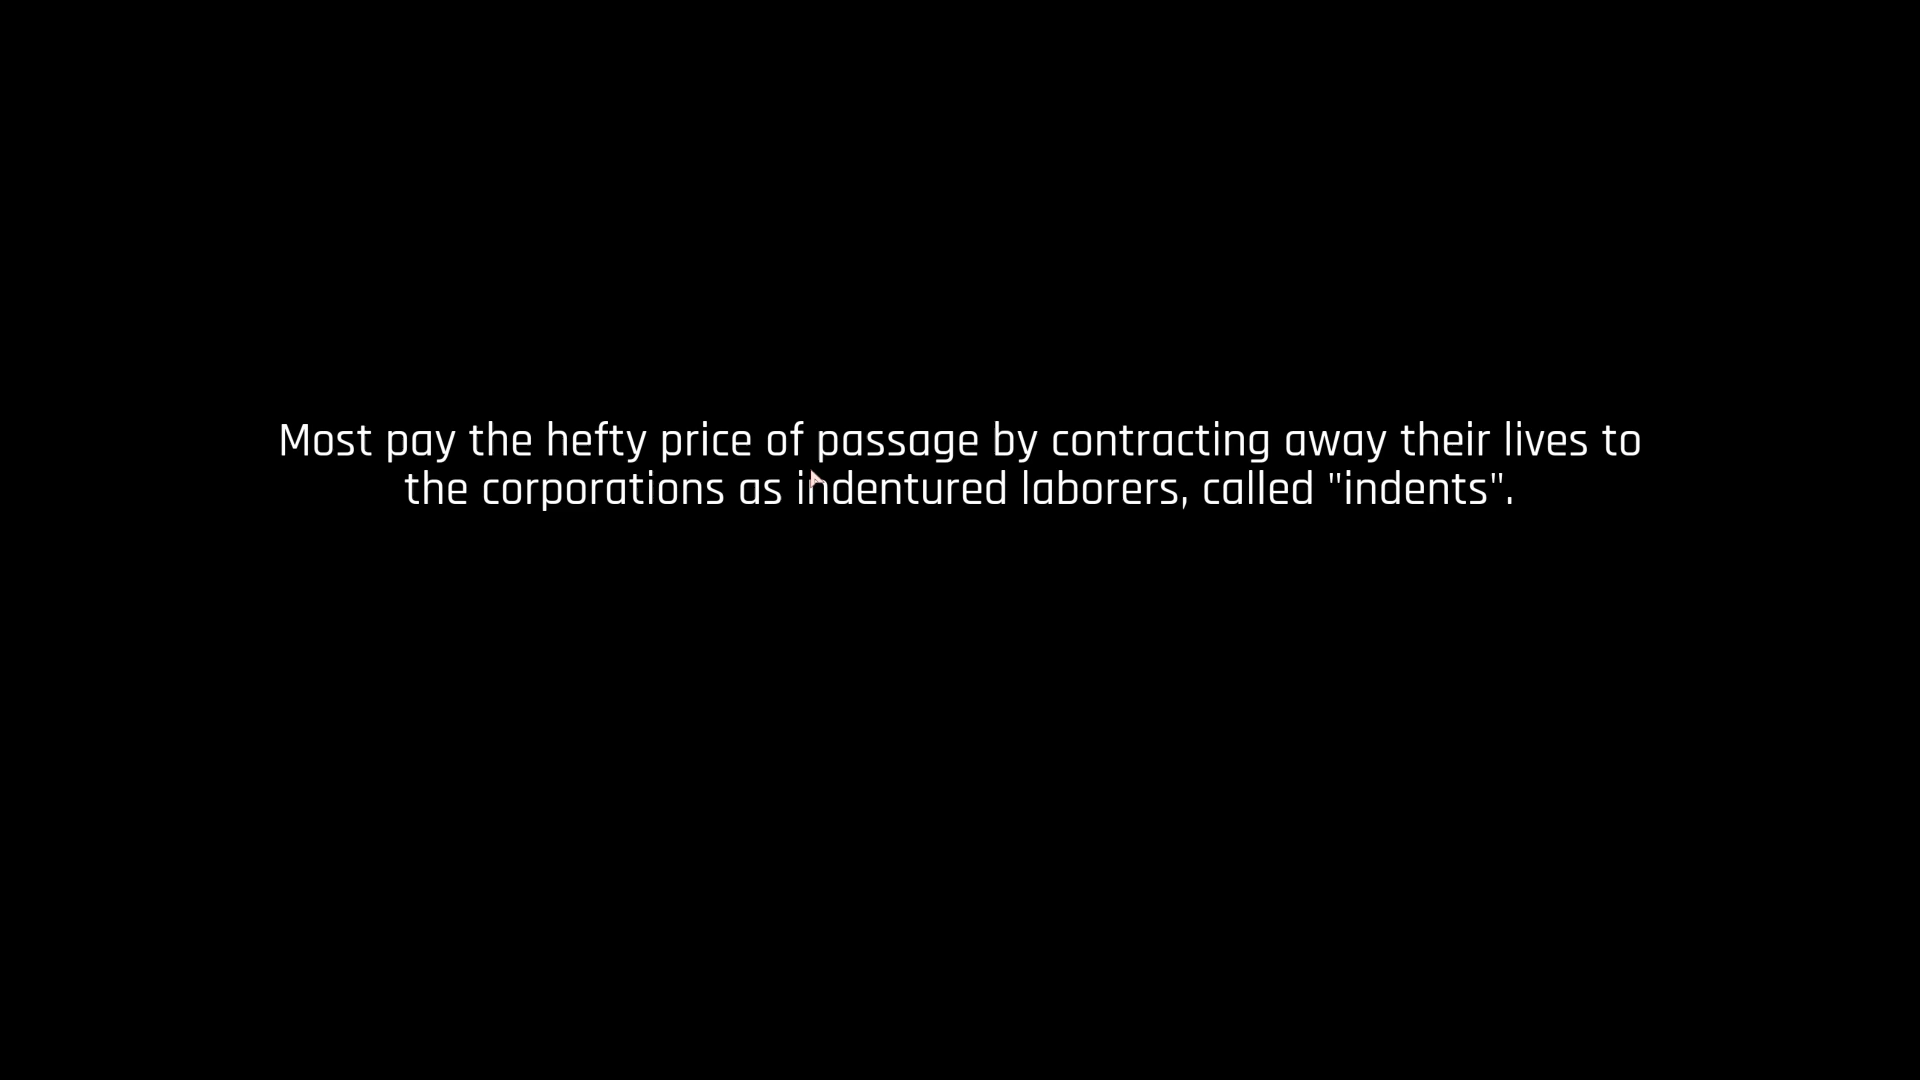 Most pay the hefty price of passage by contracting away their lives to
the corporations as indentured laborers, called "indents".